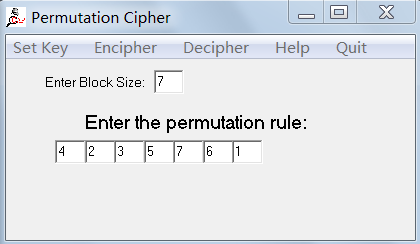 Permutation Cipher
Set Key Encipher Decipher Help Quit
Enter Block Size: 7
Enter the permutation rule:
4 2 3 5 7 6 1